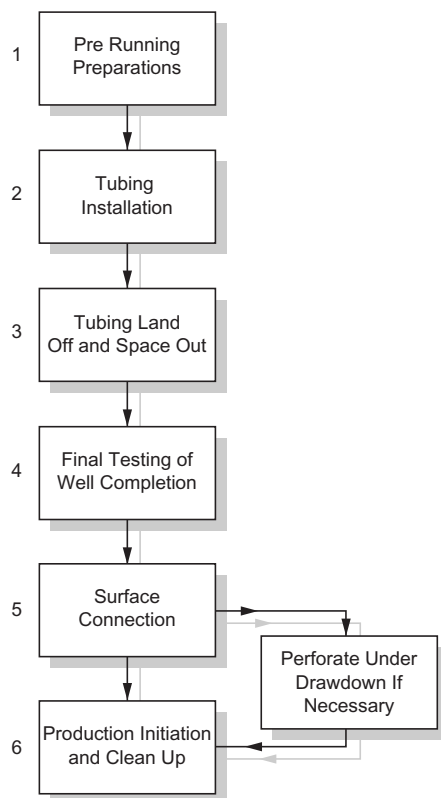 1
Pre Running
Preparations
2
Tubing
Installation
3
Tubing Land
Off and Space Out
4
Final Testing of
Well Completion
5
Surface
Connection
Perforate Under
Drawdown If
Necessary
6
Production Initiation
and Clean Up